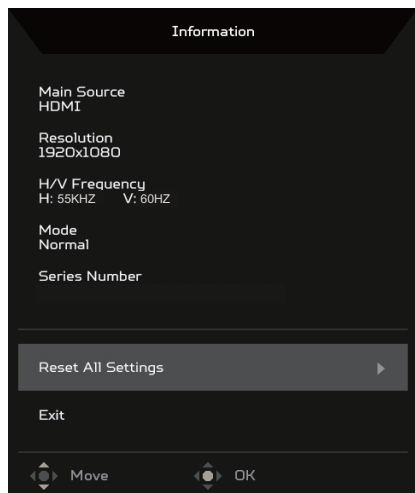 Information
Main Source
HDMI
Resolution
1920x1080
H/V Frequency
H: 55KHZ V: 60HZ
Mode
Normal
Series Number
Reset All Settings
Exit
Move OK